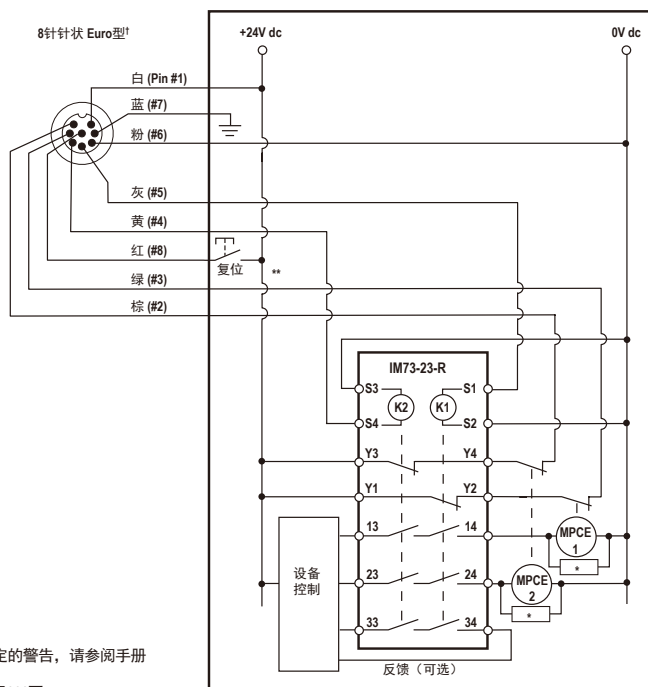 8针针状 Euro型†
+24V dc
0V dc
白 (Pin #1)
蓝 (#7)
粉 (#6)
灰 (#5)
黄 (#4)
红 (#8)
复位
**
绿 (#3)
棕 (#2)
IM73-23-R
S3
S1
K2
K1
S4
S2
Y3
Y4
Y1
Y2
13
14
MPCE
1
*
设备
控制
23
24
MPCE
2
*
33
34
反馈（可选）
定的警告，请参阅手册